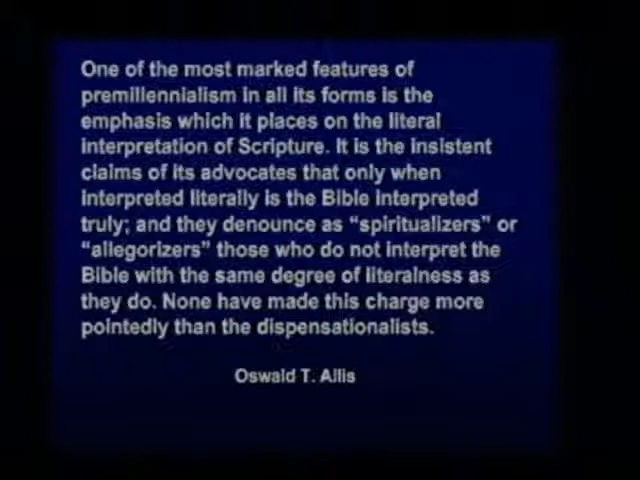 One of the most marked features of
premillennialism in all its forms is the
emphasis which it places on the literal
interpretation of Scripture. It is the insistent
claims of its advocates that only when
interpreted literally is the Bible interpreted
truly; and they denounce as “spiritualizers” or
“allegorizers” those who do not interpret the
Bible with the same degree of literalness as
they do. None have made this charge more
pointedly than the dispensationalists.
Oswald T. Allis